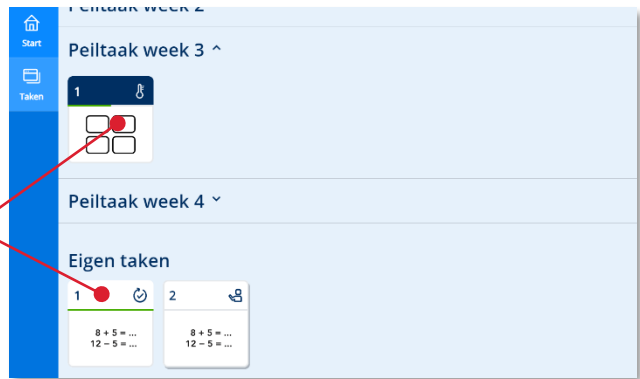 Peiltaak week 2
Start
Peiltaak week 3
Taken
1
Peiltaak week 4
Eigen taken
1
2
8 + 5 = ...
12 – 5 = ...
8 + 5 = ...
12 – 5 = ...